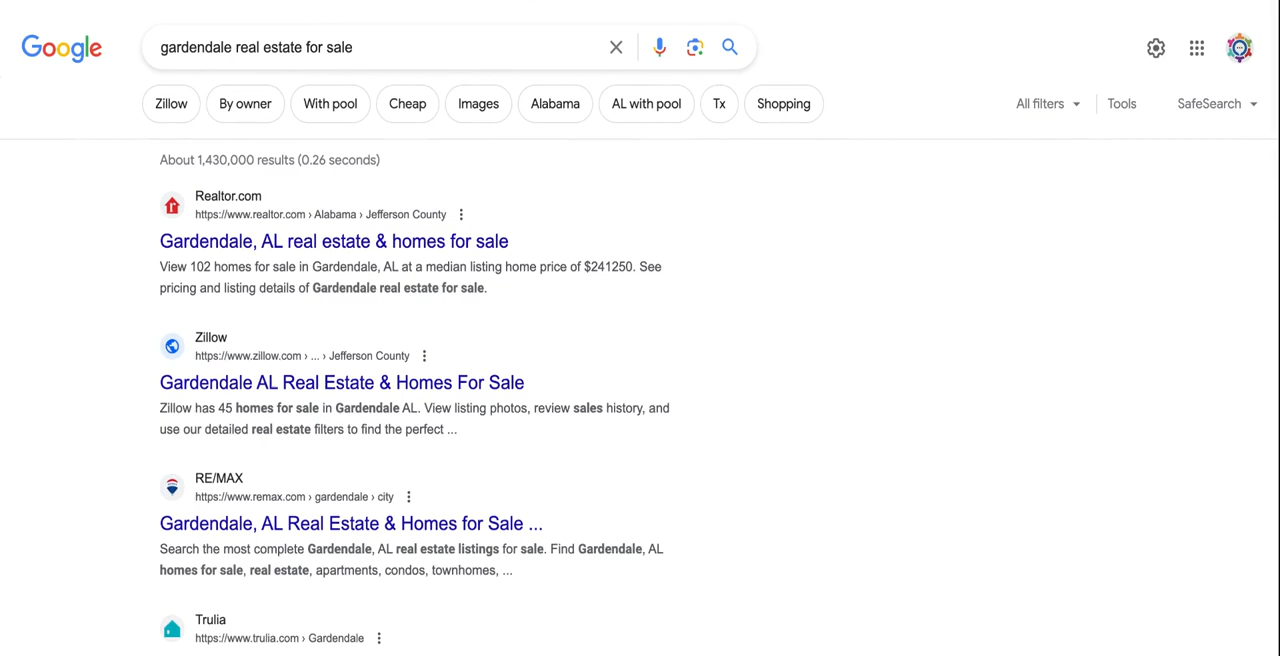 Google
gardendale real estate for sale
Zillow By owner With pool Cheap Images Alabama AL with pool Tx Shopping All filters Tools SafeSearch
About 1,430,000 results (0.26 seconds)
Realtor.com
https://www.realtor.com › Alabama › Jefferson County
Gardendale, AL real estate & homes for sale
View 102 homes for sale in Gardendale, AL at a median listing home price of $241250. See
pricing and listing details of Gardendale real estate for sale.
Zillow
https://www.zillow.com › ... › Jefferson County
Gardendale AL Real Estate & Homes For Sale
Zillow has 45 homes for sale in Gardendale AL. View listing photos, review sales history, and
use our detailed real estate filters to find the perfect ...
RE/MAX
https://www.remax.com › gardendale › city
Gardendale, AL Real Estate & Homes for Sale ...
Search the most complete Gardendale, AL real estate listings for sale. Find Gardendale, AL
homes for sale, real estate, apartments, condos, townhomes, ...
Trulia
https://www.trulia.com › Gardendale